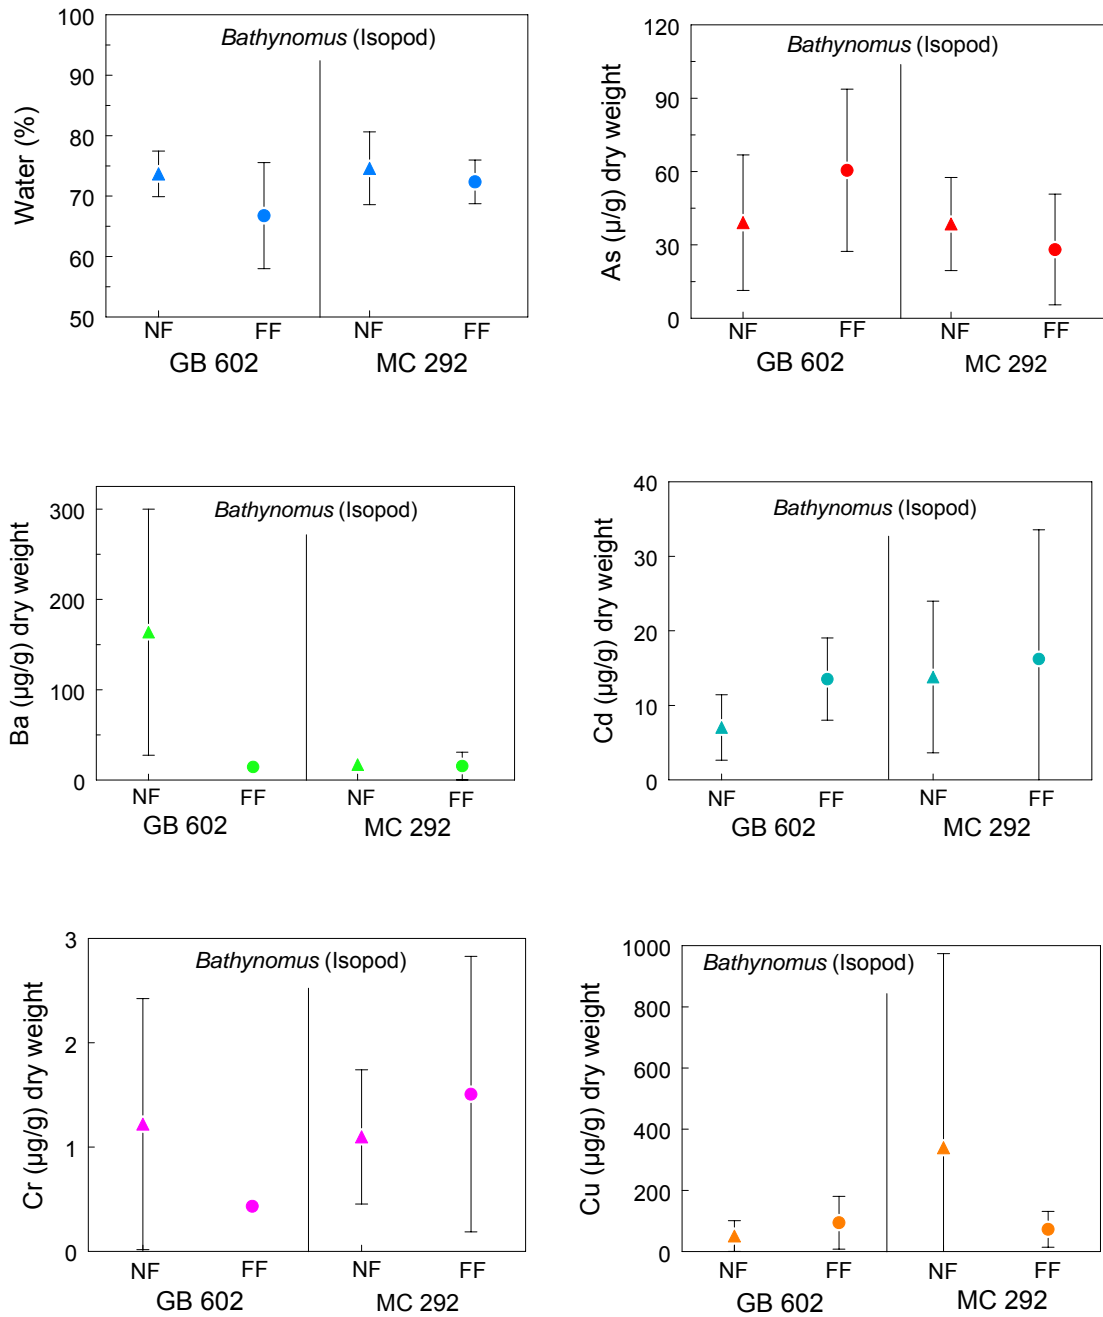 Bathynomus (Isopod)
Water (%)
100
90
80
70
60
50
NF
FF
NF
FF
GB 602
MC 292
Bathynomus (Isopod)
As (µ/g) dry weight
120
90
60
30
0
NF
FF
NF
FF
GB 602
MC 292
Bathynomus (Isopod)
Ba (µg/g) dry weight
300
200
100
0
NF
FF
NF
FF
GB 602
MC 292
Bathynomus (Isopod)
Cd (µg/g) dry weight
40
30
20
10
0
NF
FF
NF
FF
GB 602
MC 292
Bathynomus (Isopod)
Cr (µg/g) dry weight
3
2
1
0
NF
FF
NF
FF
GB 602
MC 292
Bathynomus (Isopod)
Cu (µg/g) dry weight
1000
800
600
400
200
0
NF
FF
NF
FF
GB 602
MC 292